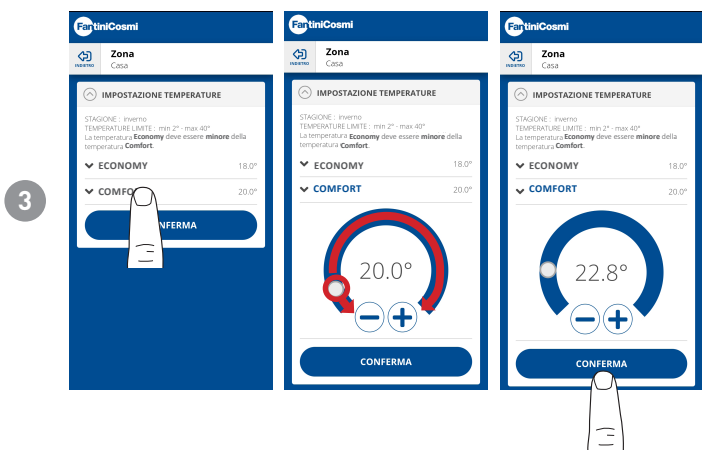 3
FantiniCosmi
INDIETRO
Zona
Casa
IMPOSTAZIONE TEMPERATURE
STAGIONE : inverno
TEMPERATURE LIMITE : min 2° - max 40°
La temperatura Economy deve essere minore della
temperatura Comfort.
ECONOMY 18.0°
COMFO 20.0°
NFERMA
FantiniCosmi
INDIETRO
Zona
Casa
IMPOSTAZIONE TEMPERATURE
STAGIONE : inverno
TEMPERATURE LIMITE : min 2° - max 40°
La temperatura Economy deve essere minore della
temperatura Comfort.
ECONOMY 18.0°
COMFORT 20.0°
20.0°
CONFERMA
FantiniCosmi
INDIETRO
Zona
Casa
IMPOSTAZIONE TEMPERATURE
STAGIONE : inverno
TEMPERATURE LIMITE : min 2° - max 40°
La temperatura Economy deve essere minore della
temperatura Comfort.
ECONOMY 18.0°
COMFORT 20.0°
22.8°
CONFERMA